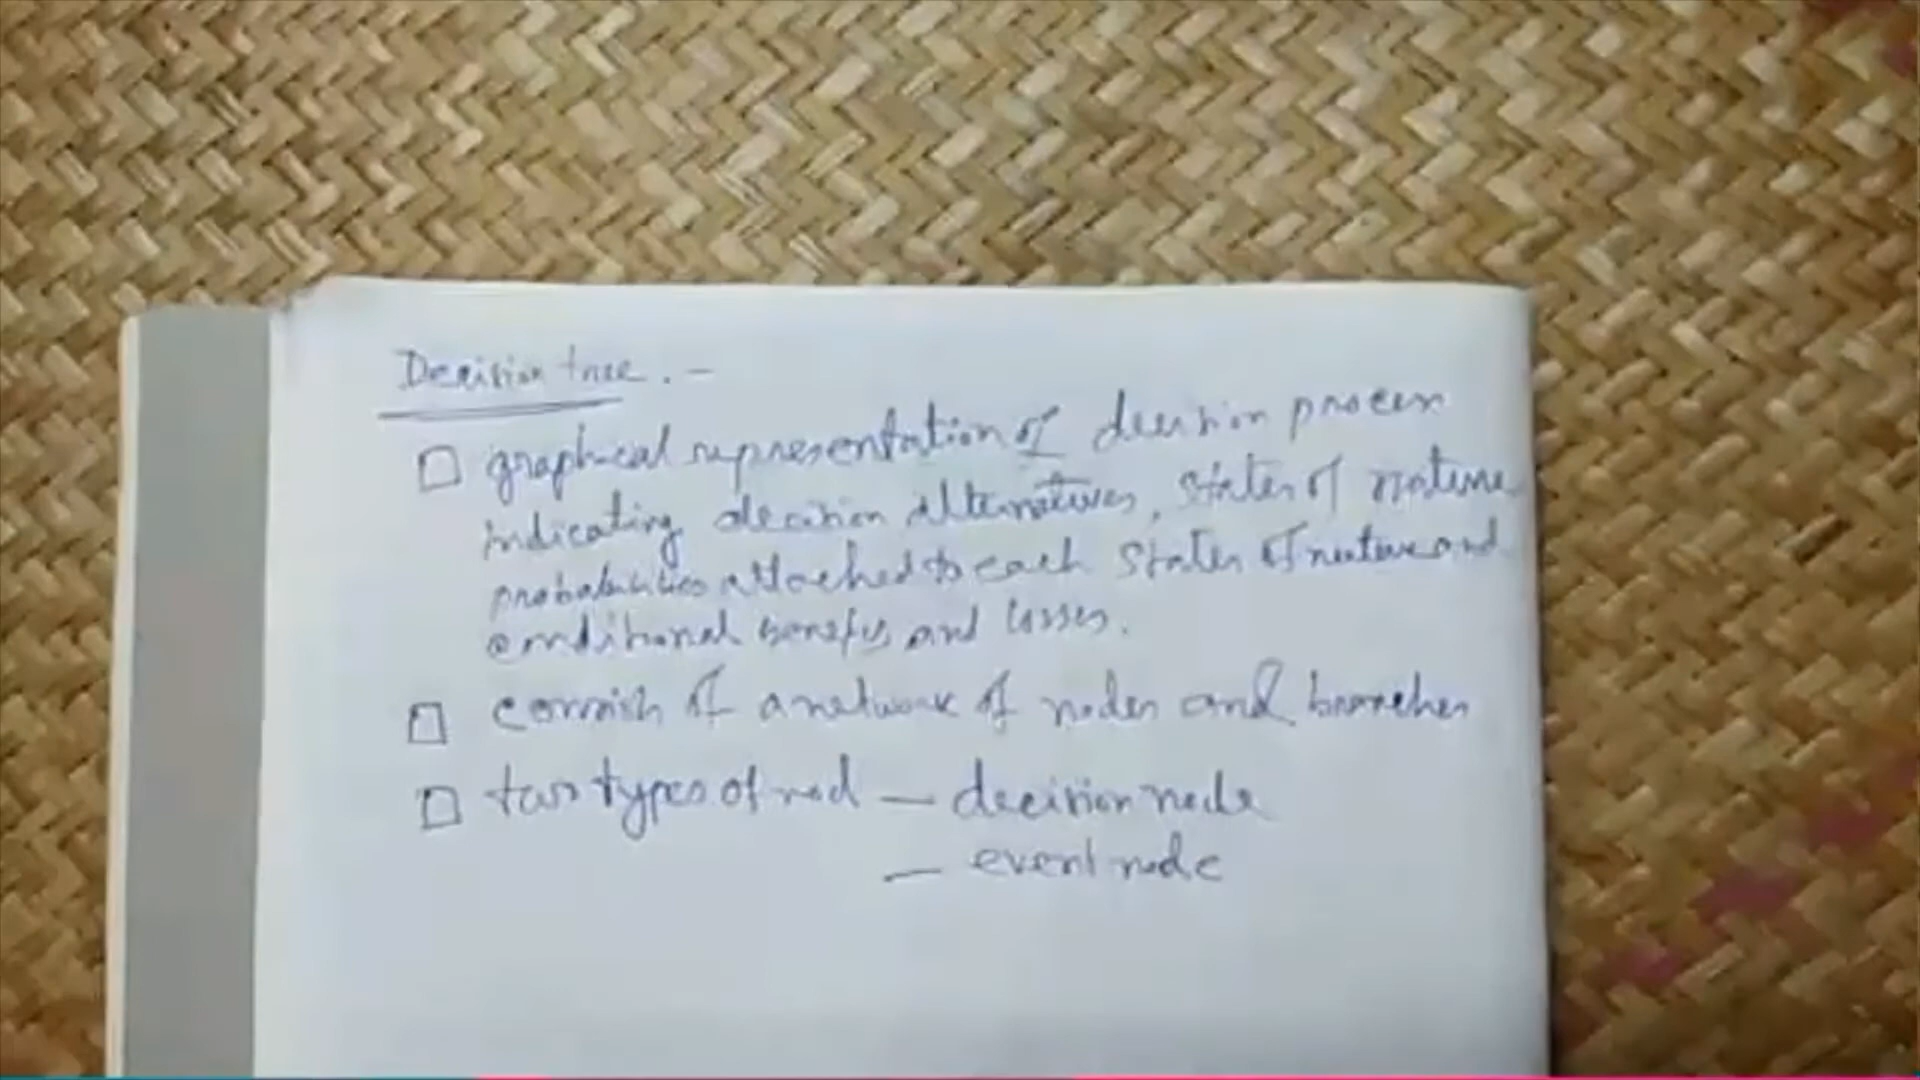 Decision tree. -
□ graphical representation of decision process
indicating decision alternatives, states of nature
probabilities attached to each states of nature and
conditional benefits and losses.
□ consists of a network of nodes and branches
□ two types of nod — decision node
— event node